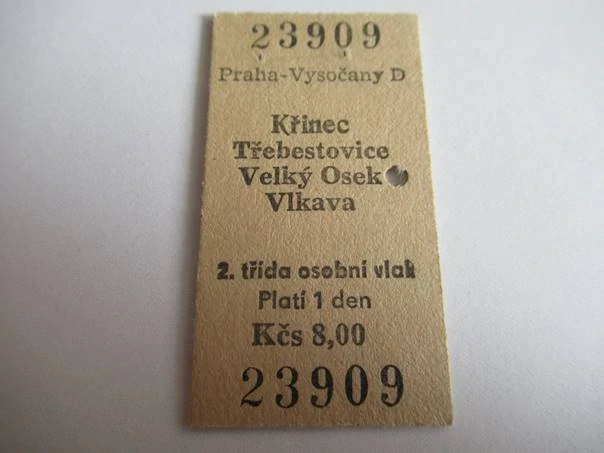 23909
Praha-Vysočany D
Křinec
Třebestovice
Velký Osek
Vlkava
2. třída osobní vlak
Platí 1 den
Kčs 8,00
23909